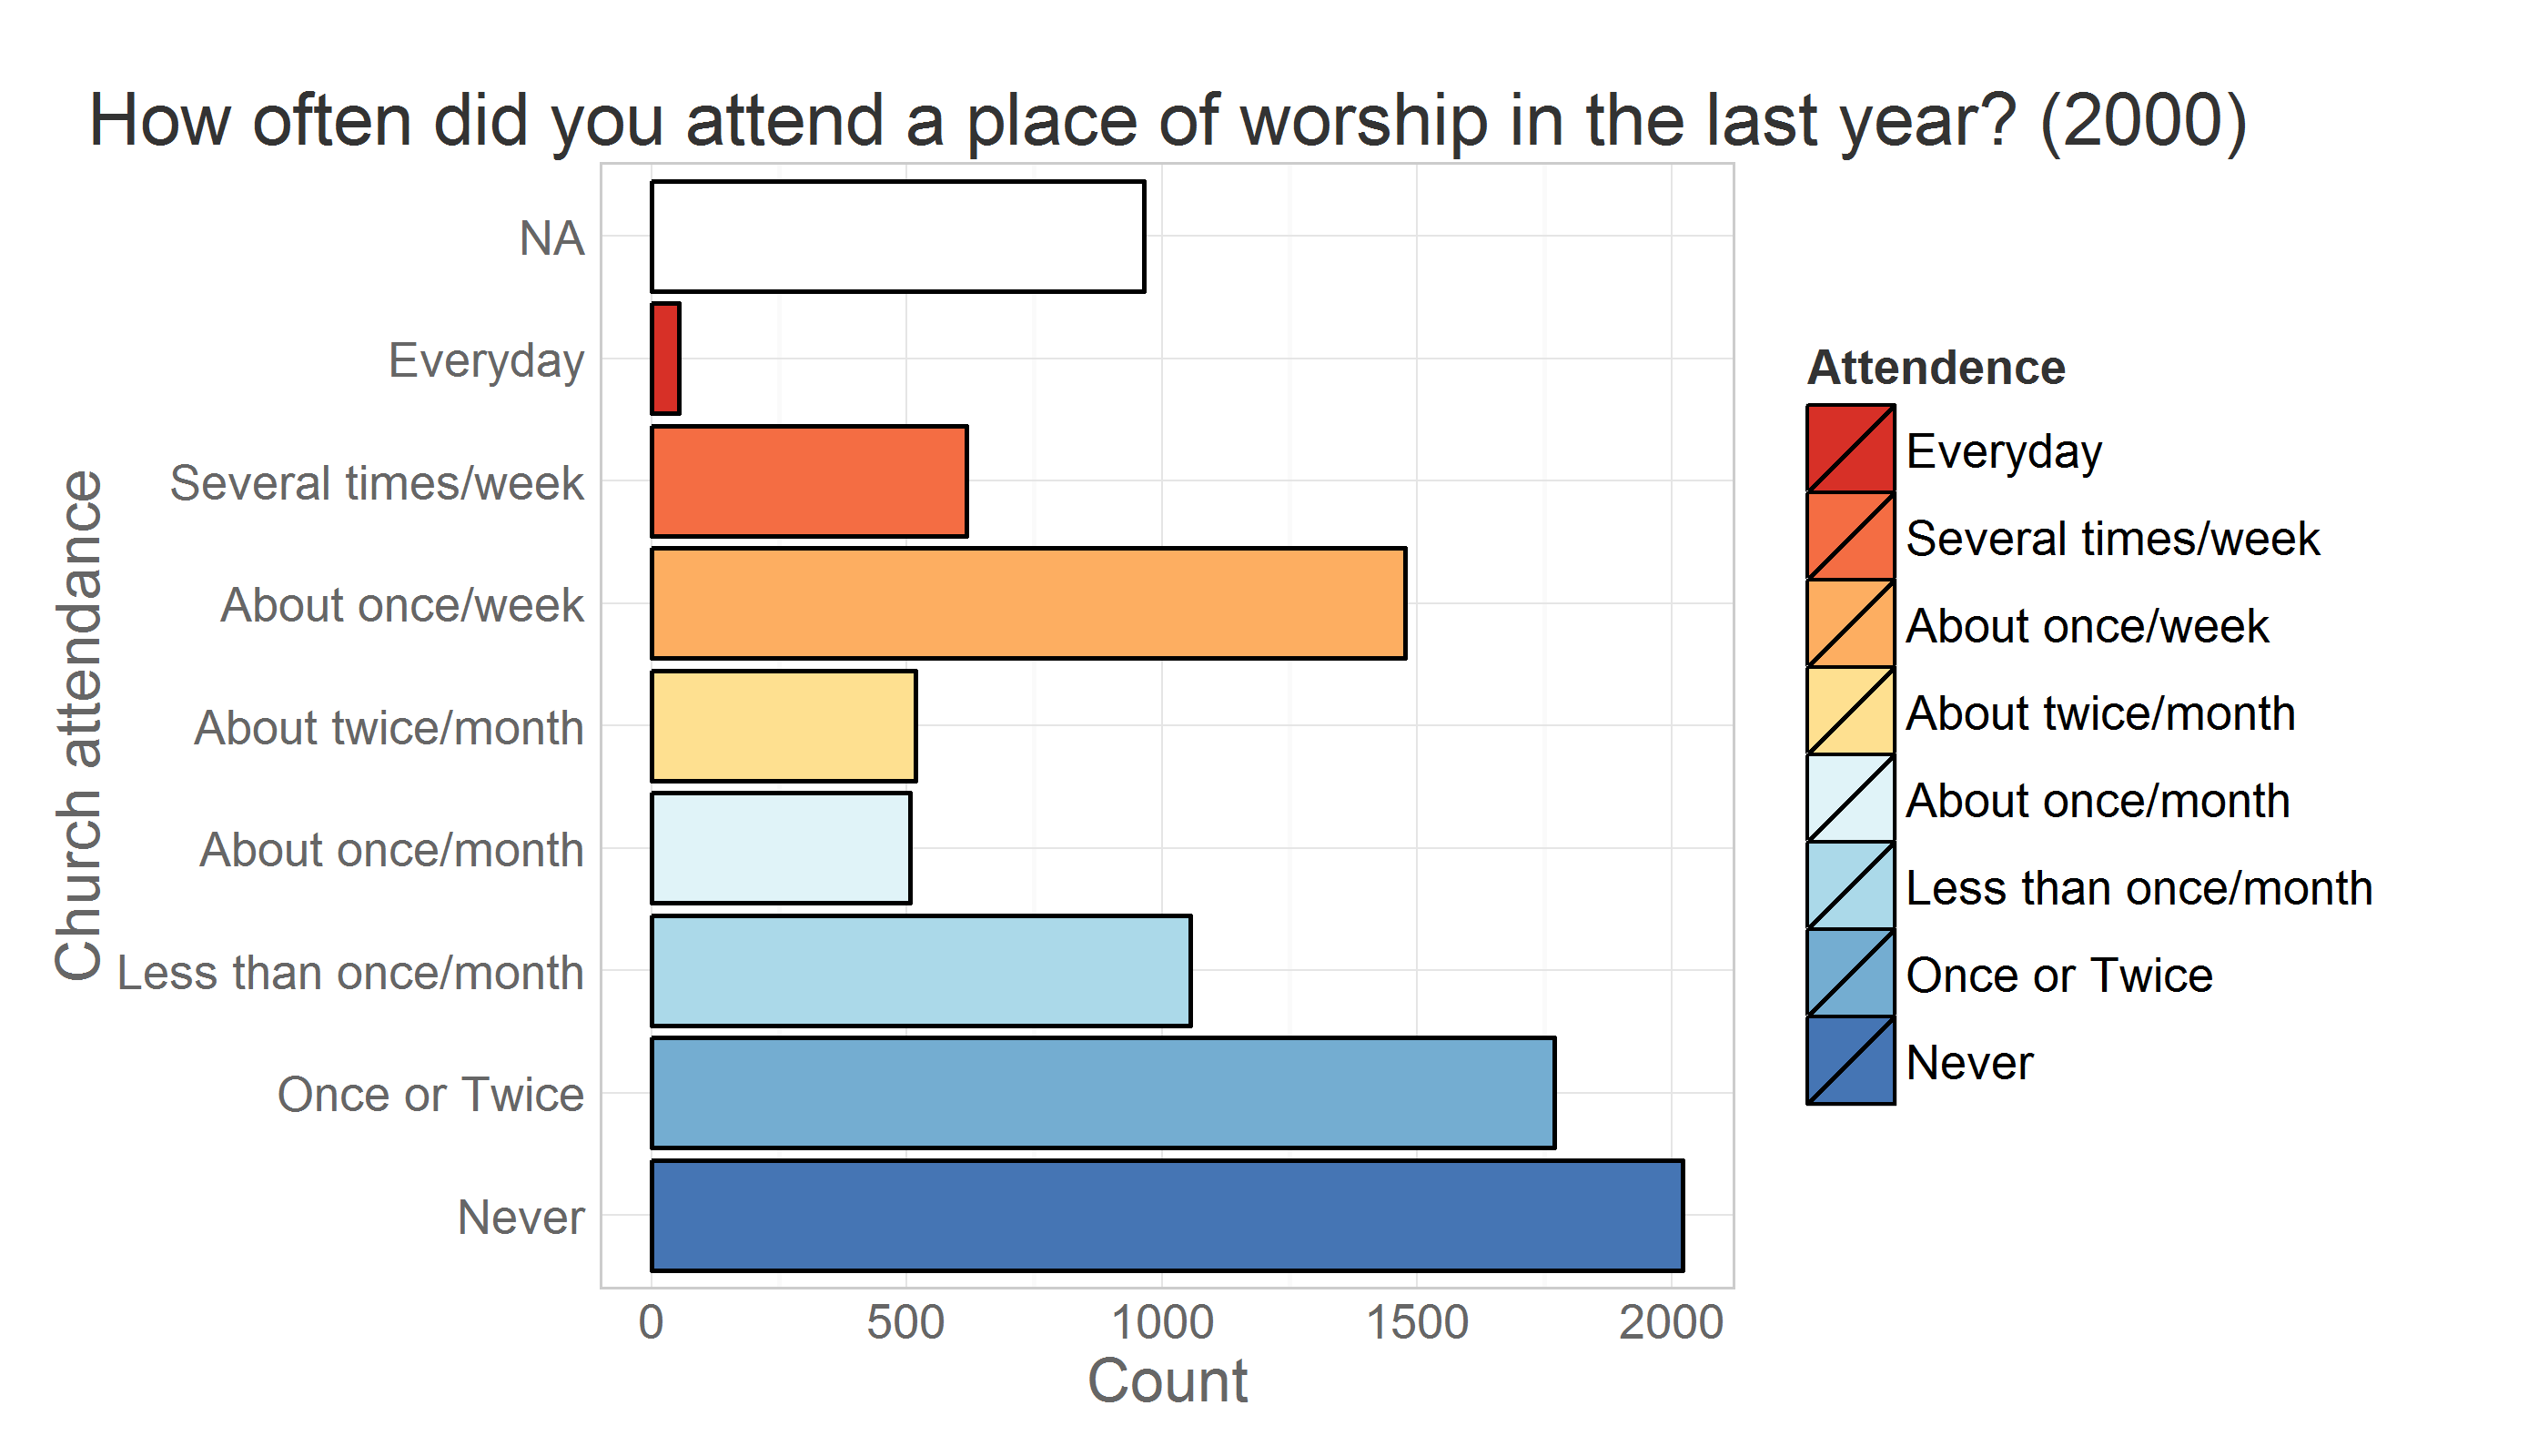 How often did you attend a place of worship in the last year? (2000)
Church attendance
NA
Everyday
Several times/week
About once/week
About twice/month
About once/month
Less than once/month
Once or Twice
Never
0 500 1000 1500 2000
Count
Attendence
Everyday
Several times/week
About once/week
About twice/month
About once/month
Less than once/month
Once or Twice
Never